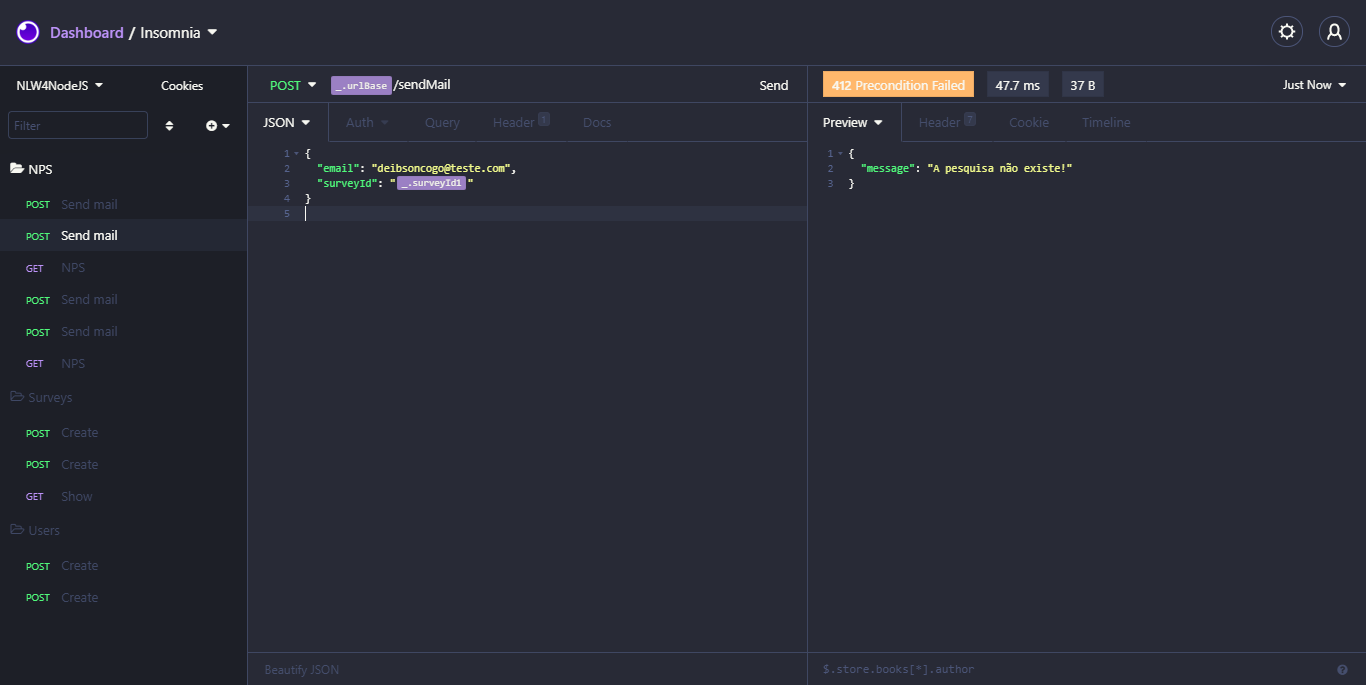 Dashboard / Insomnia
NLW4NodeJS
Cookies
Filter
NPS
POST Send mail
POST Send mail
GET NPS
POST Send mail
POST Send mail
GET NPS
Surveys
POST Create
POST Create
GET Show
Users
POST Create
POST Create
POST _.urlBase /sendMail Send
JSON Auth Query Header 1 Docs
1 {
2 "email": "deibsoncogo@teste.com",
3 "surveyId": " _.surveyId1 "
4 }
5
Beautify JSON
412 Precondition Failed 47.7 ms 37 B Just Now
Preview Header 7 Cookie Timeline
1 {
2 "message": "A pesquisa não existe!"
3 }
$.store.books[*].author